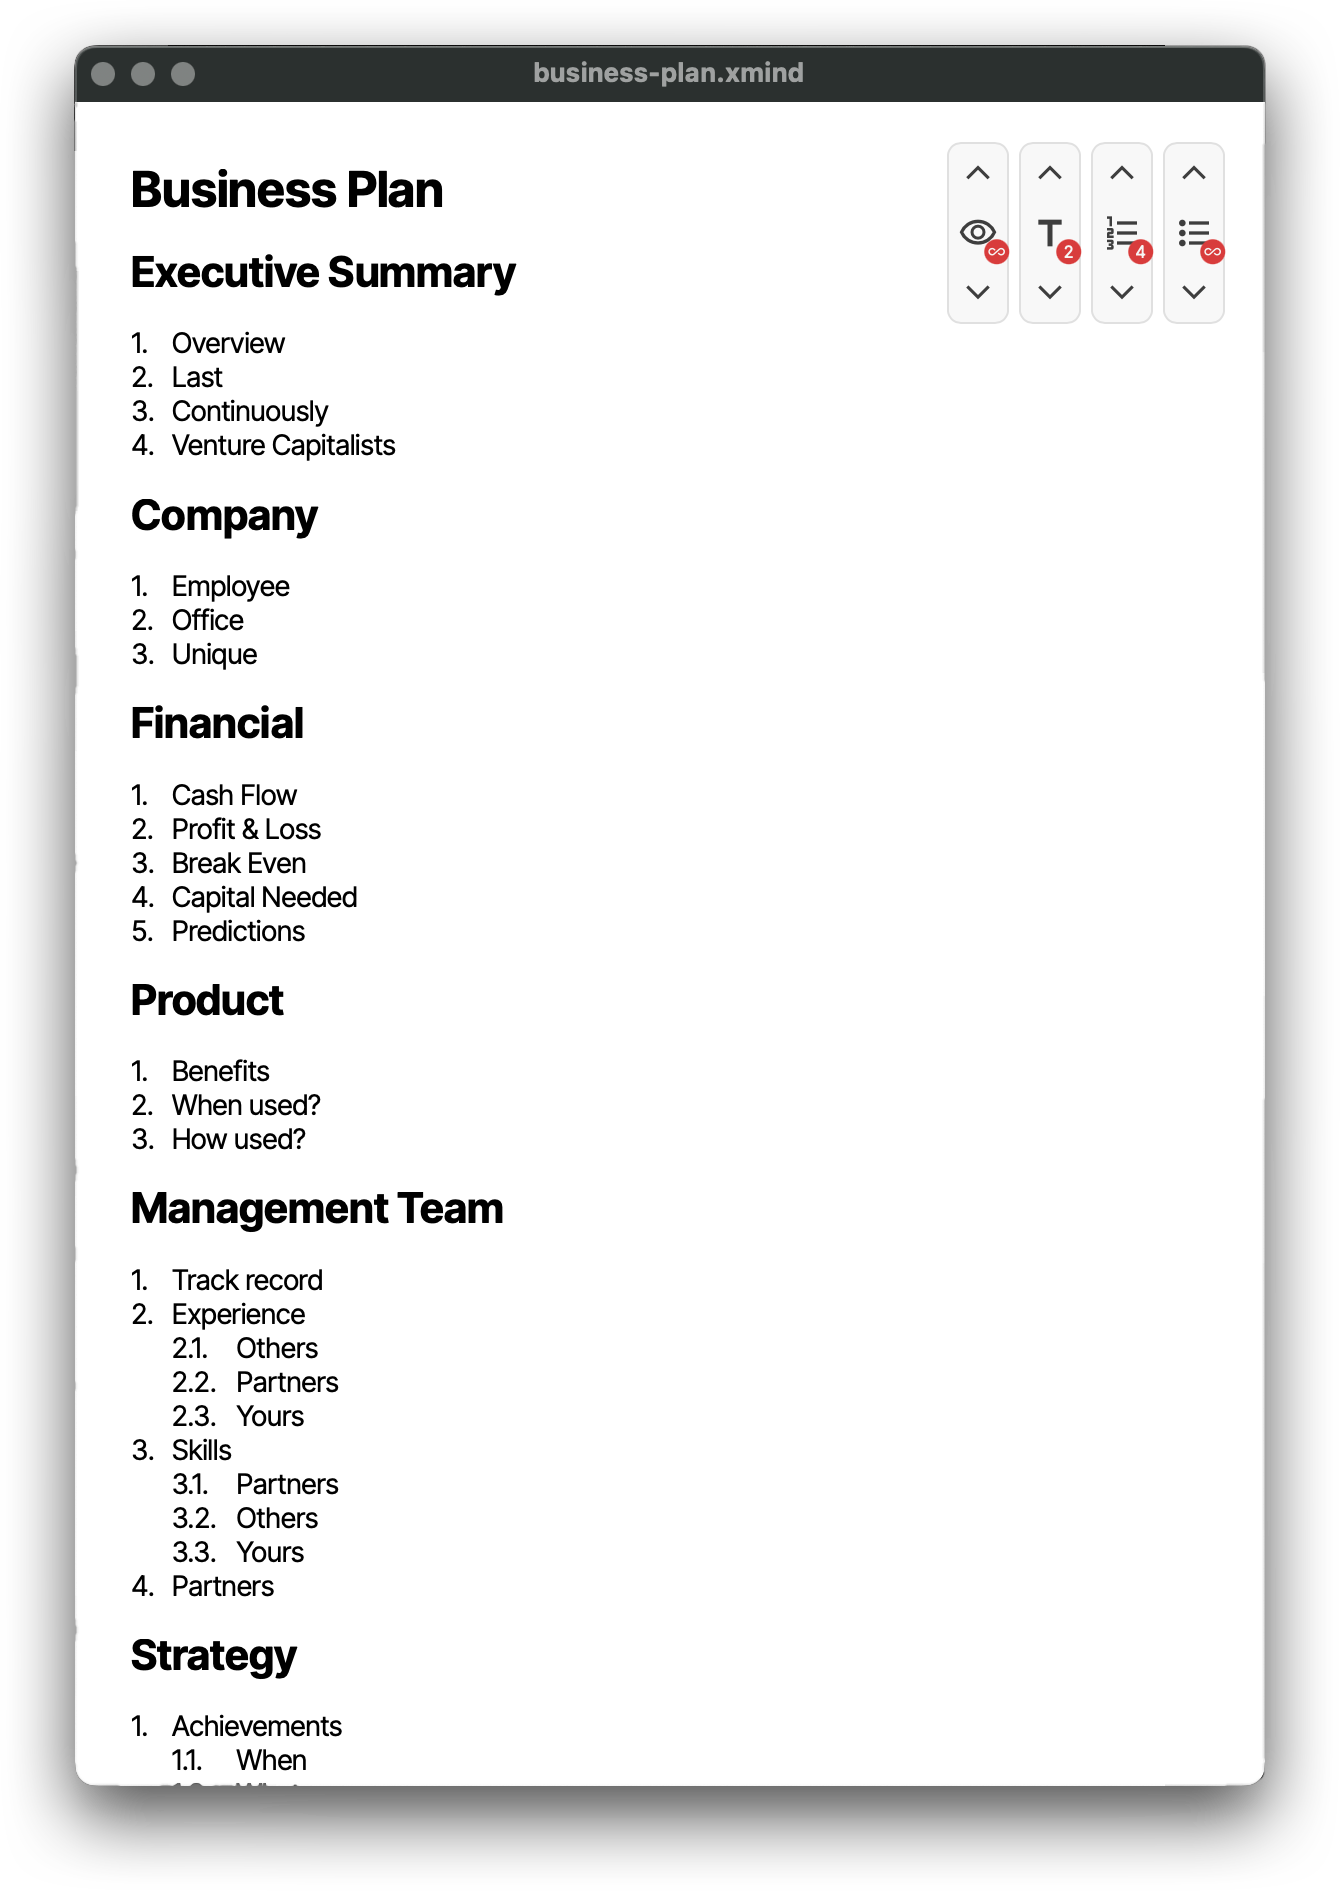 business-plan.xmind
Business Plan
1
2
3
2
4
Executive Summary
1. Overview
2. Last
3. Continuously
4. Venture Capitalists
Company
1. Employee
2. Office
3. Unique
Financial
1. Cash Flow
2. Profit & Loss
3. Break Even
4. Capital Needed
5. Predictions
Product
1. Benefits
2. When used?
3. How used?
Management Team
1. Track record
2. Experience
2.1. Others
2.2. Partners
2.3. Yours
3. Skills
3.1. Partners
3.2. Others
3.3. Yours
4. Partners
Strategy
1. Achievements
1.1. When